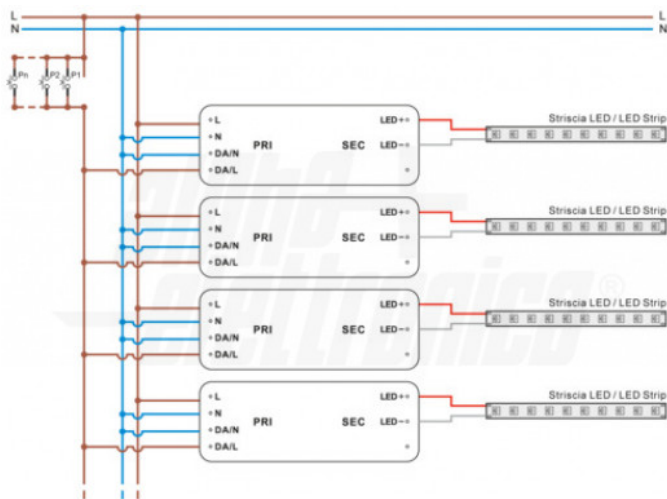 L L
N N
Pn P2 P1
Striscia LED / LED Strip
L LED+
N
PRI SEC LED−
DA/N
DA/L
Striscia LED / LED Strip
L LED+
N
PRI SEC LED−
DA/N
DA/L
Striscia LED / LED Strip
L LED+
N
PRI SEC LED−
DA/N
DA/L
Striscia LED / LED Strip
L LED+
N
PRI SEC LED−
DA/N
DA/L
alpha
elettronica®